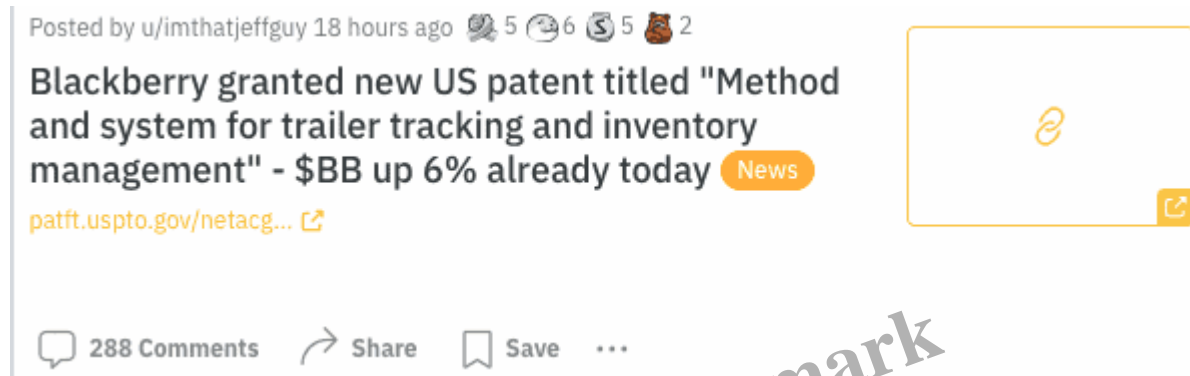 Posted by u/imthatjeffguy 18 hours ago 5 6 S 5 2
Blackberry granted new US patent titled "Method
and system for trailer tracking and inventory
management" - $BB up 6% already today News
patft.uspto.gov/netacg...
288 Comments Share Save ...